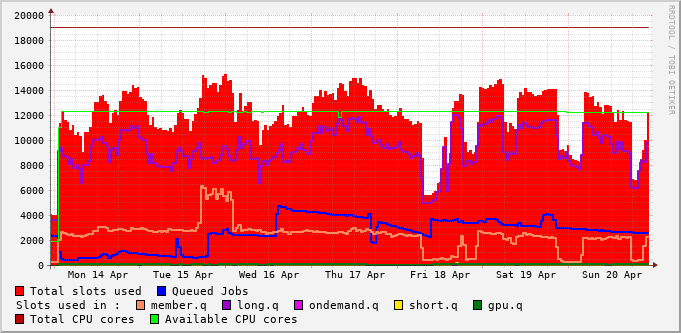 20000
18000
16000
14000
12000
10000
8000
6000
4000
2000
0
Mon 14 Apr Tue 15 Apr Wed 16 Apr Thu 17 Apr Fri 18 Apr Sat 19 Apr Sun 20 Apr
Total slots used Queued Jobs
Slots used in : member.q long.q ondemand.q short.q gpu.q
Total CPU cores Available CPU cores
RRDTOOL / TOBI OETIKER